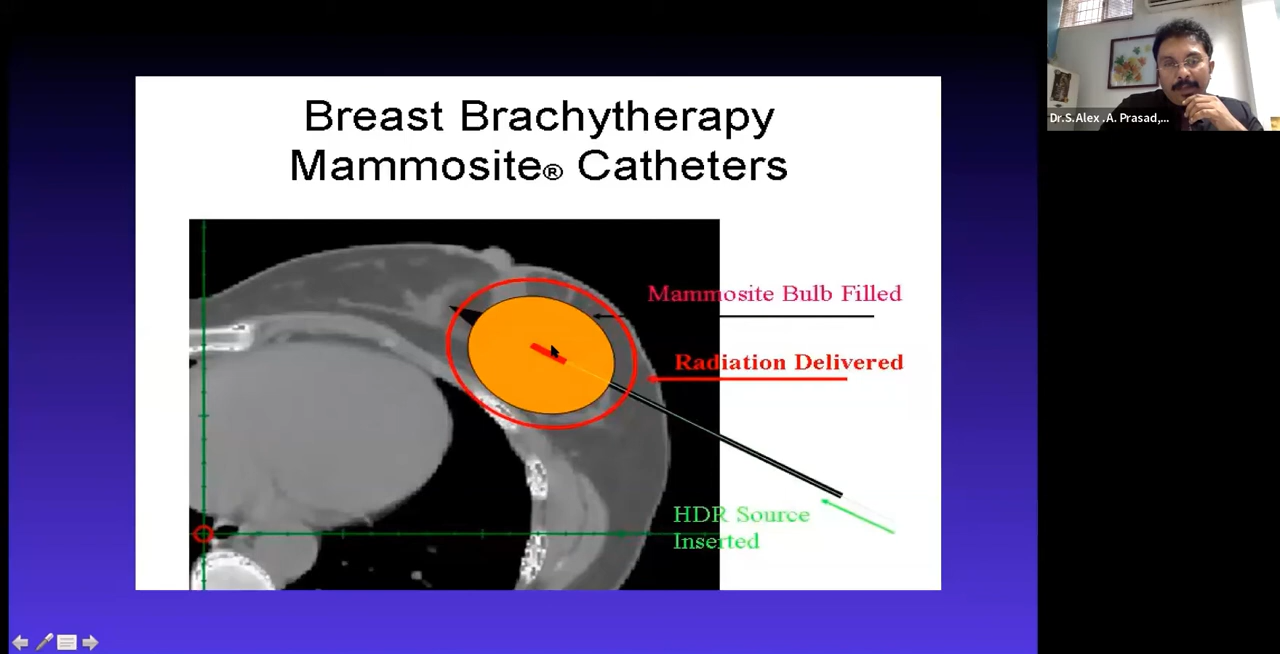 Breast Brachytherapy
Mammosite® Catheters
Mammosite Bulb Filled
Radiation Delivered
HDR Source
Inserted
Dr.S.Alex .A. Prasad,...